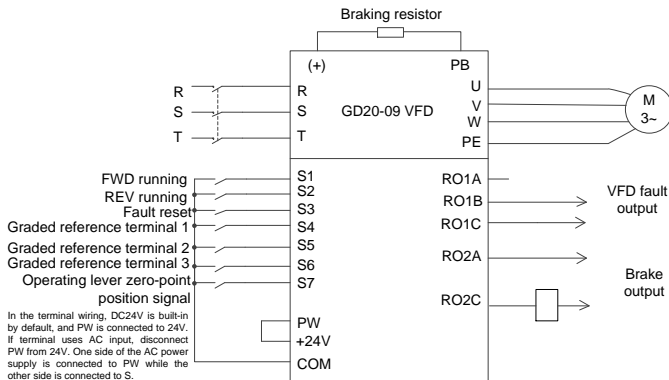 Braking resistor
(+)
PB
R
S
T
R
S
T
GD20-09 VFD
U
V
W
PE
M
3~
FWD running
REV running
Fault reset
Graded reference terminal 1
Graded reference terminal 2
Graded reference terminal 3
Operating lever zero-point
position signal
S1
S2
S3
S4
S5
S6
S7
PW
+24V
COM
RO1A
RO1B
RO1C
RO2A
RO2C
VFD fault
output
Brake
output
In the terminal wiring, DC24V is built-in
by default, and PW is connected to 24V.
If terminal uses AC input, disconnect
PW from 24V. One side of the AC power
supply is connected to PW while the
other side is connected to S.